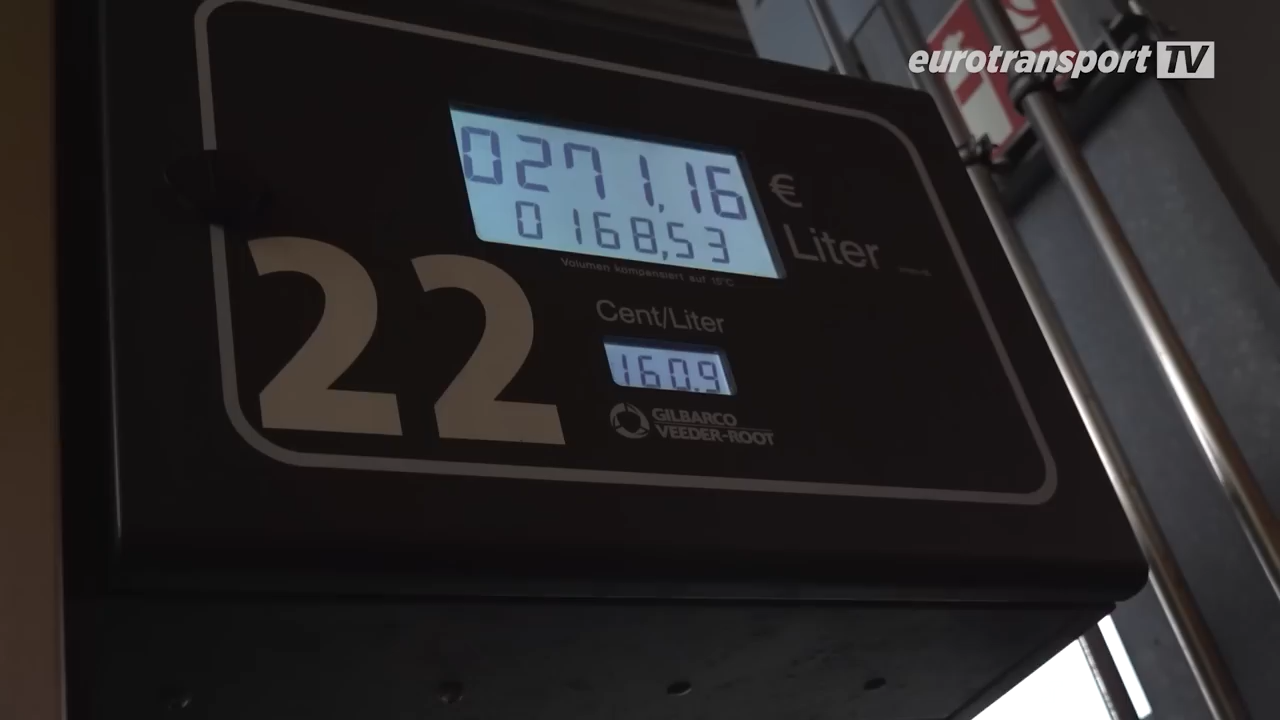 eurotransport TV
0271,16 €
0168,53 Liter
Volumen kompensiert auf 15°C
Cent/Liter
160.9
22
GILBARCO
VEEDER-ROOT